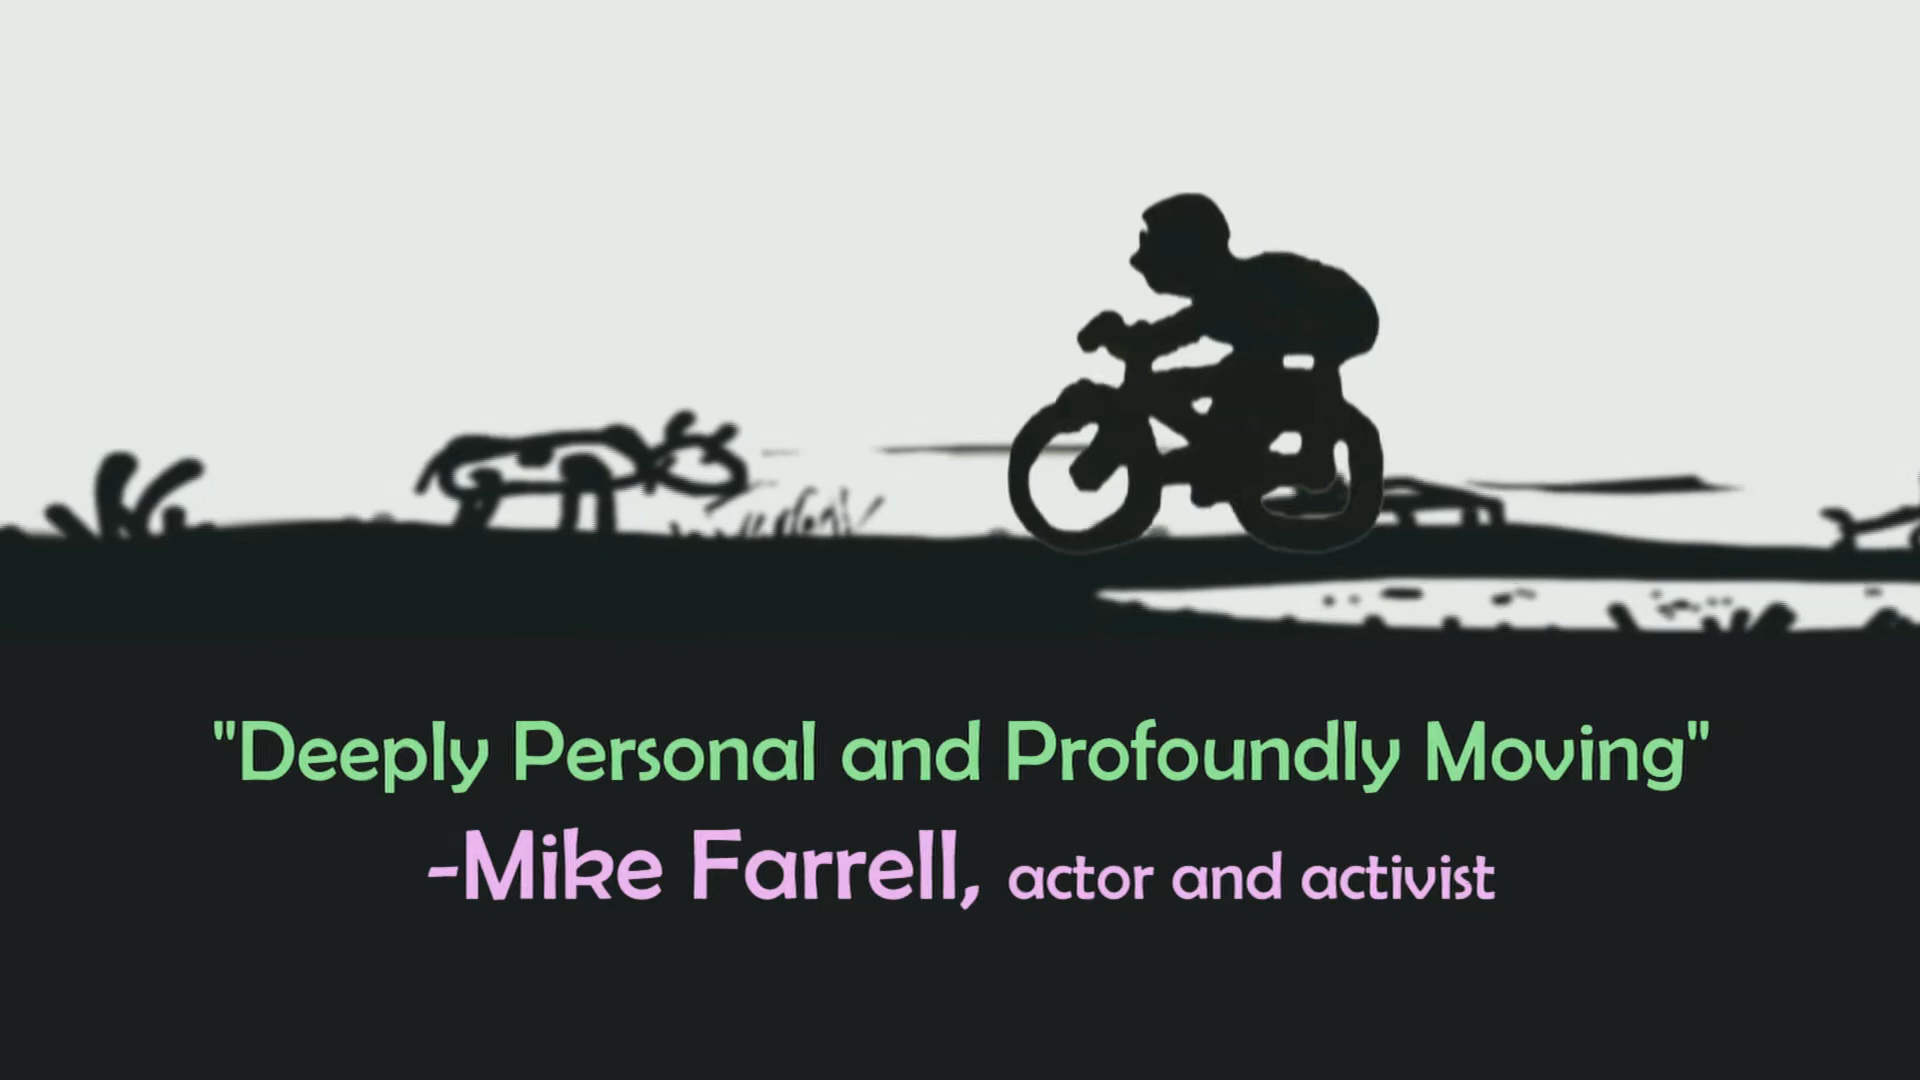 "Deeply Personal and Profoundly Moving"
-Mike Farrell, actor and activist